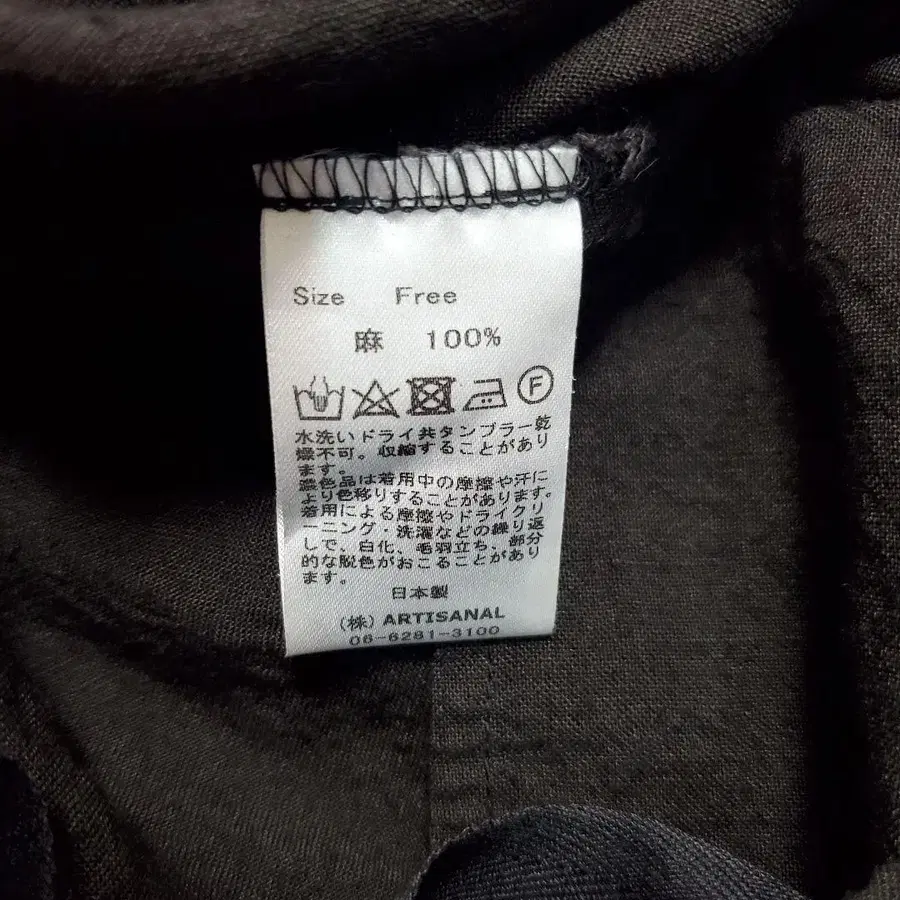 Size Free
麻 100%
F
水洗いドライ共タンブラー乾
燥不可。収縮することがあり
ます。
濃色品は着用中の摩擦や汗に
より色移りすることがあります。
着用による摩擦やドライクリ
ーニング・洗濯などの繰り返
しで、白化、毛羽立ち、部分
的な脱色がおこることがあり
ます。
日本製
(株) ARTISANAL
06-6281-3100